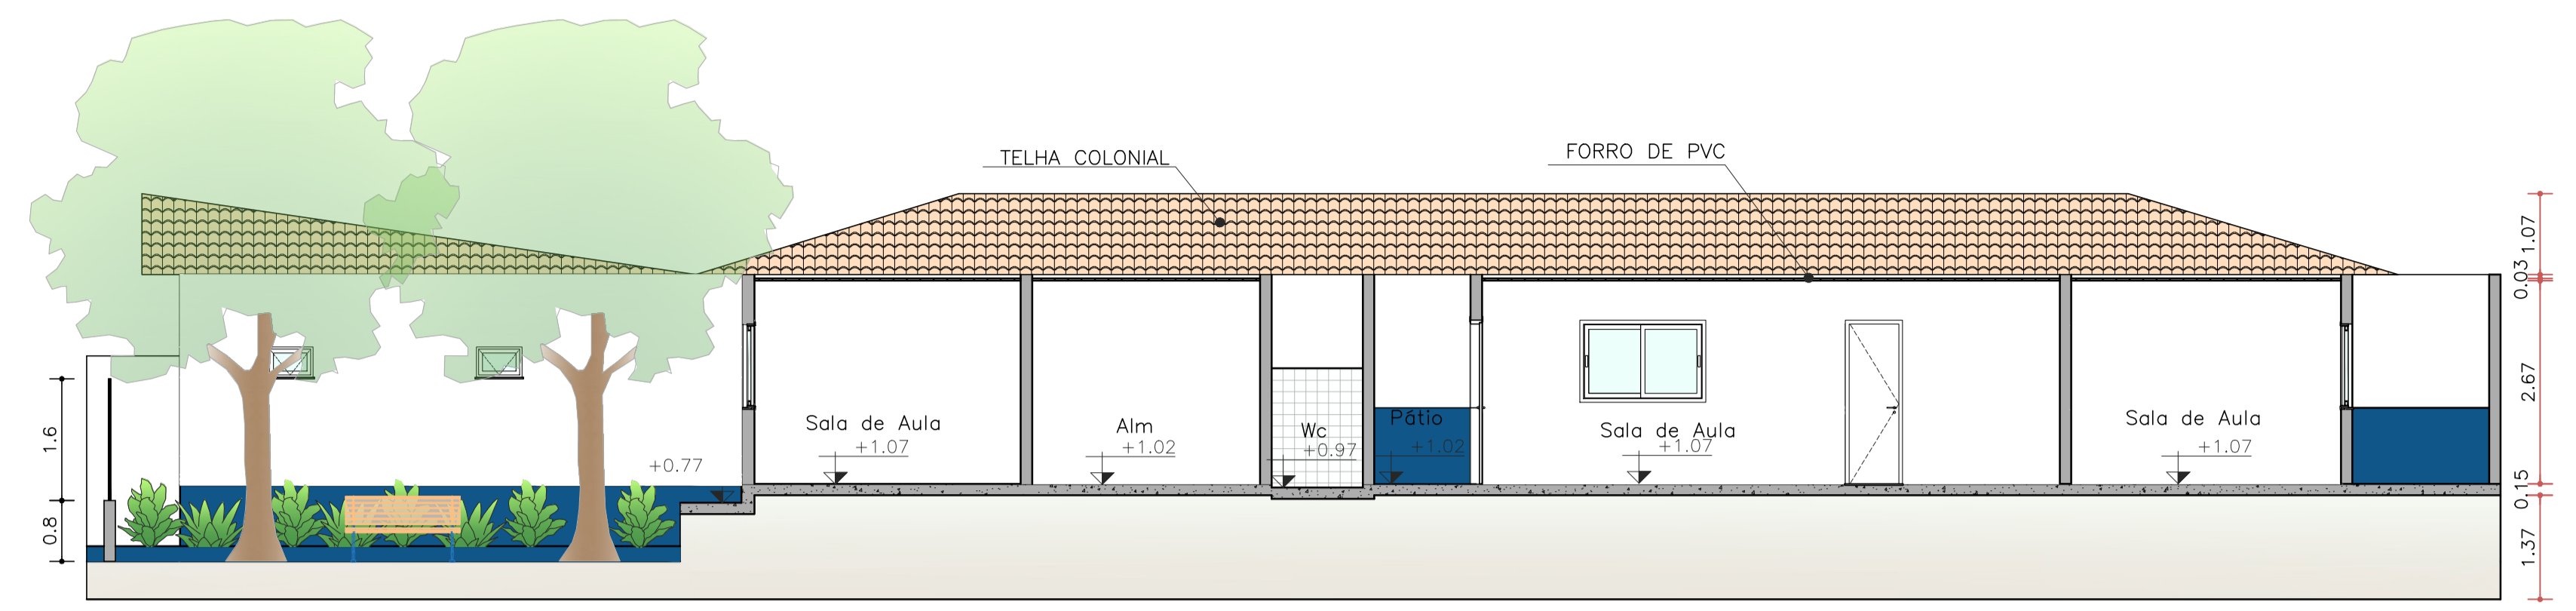 TELHA COLONIAL
FORRO DE PVC
Sala de Aula
+1.07
Alm
+1.02
Wc
+0.97
Pátio
+1.02
Sala de Aula
+1.07
Sala de Aula
+1.07
+0.77
1.6
0.8
1.07
0.03
2.67
0.15
1.37